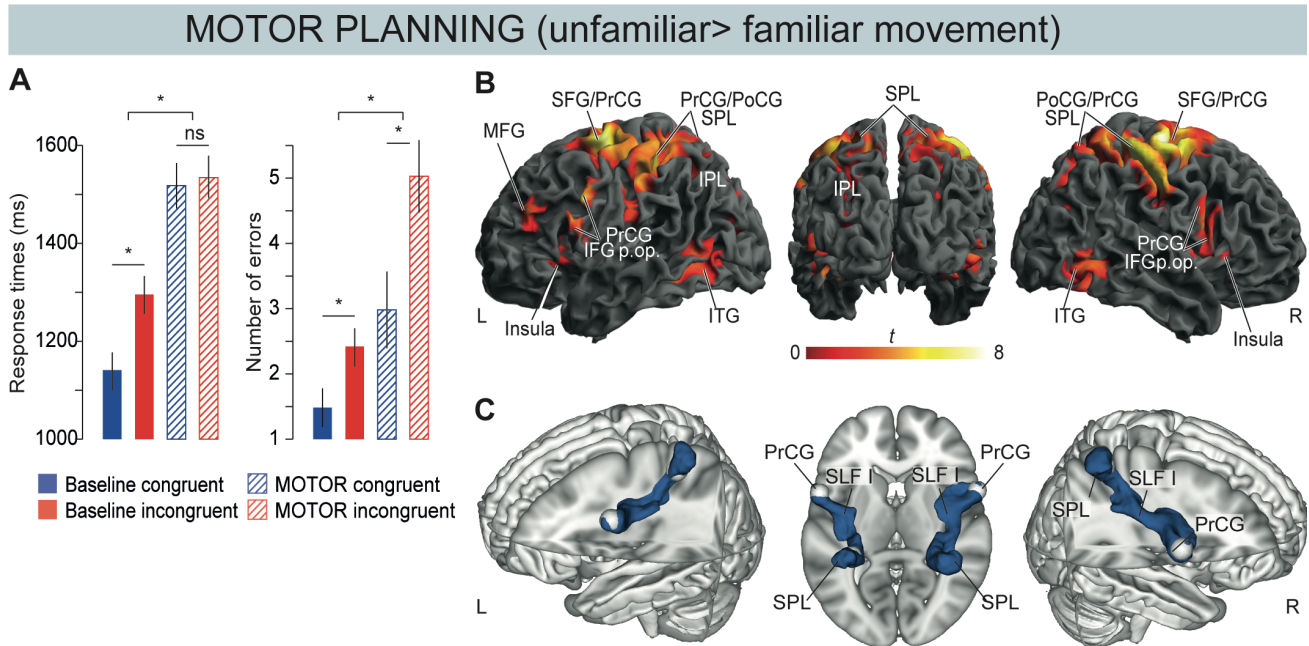 MOTOR PLANNING (unfamiliar> familiar movement)
A
*
*
ns
*
*
*
Response times (ms)
1600
1400
1200
1000
Number of errors
5
4
3
2
1
Baseline congruent
MOTOR congruent
Baseline incongruent
MOTOR incongruent
B
SFG/PrCG
PrCG/PoCG
SPL
MFG
IPL
PrCG
IFG p.op.
L
Insula
ITG
SPL
IPL
t
0
8
PoCG/PrCG
SPL
SFG/PrCG
PrCG
IFGp.op.
ITG
Insula
R
C
L
PrCG
PrCG
SLF I
SLF I
SPL
SPL
SLF I
SPL
PrCG
R